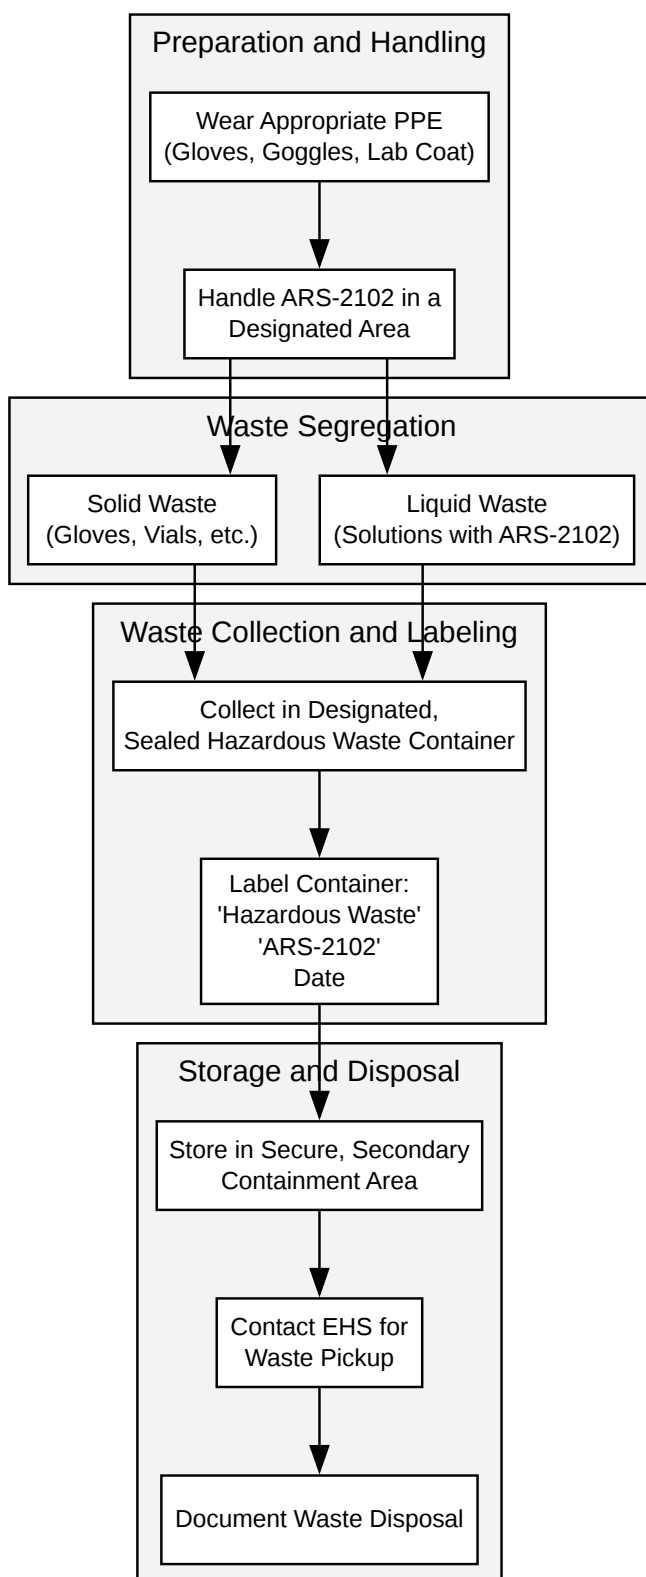 Preparation and Handling
Wear Appropriate PPE
(Gloves, Goggles, Lab Coat)
Handle ARS-2102 in a
Designated Area
Waste Segregation
Solid Waste
(Gloves, Vials, etc.)
Liquid Waste
(Solutions with ARS-2102)
Waste Collection and Labeling
Collect in Designated,
Sealed Hazardous Waste Container
Label Container:
'Hazardous Waste'
'ARS-2102'
Date
Storage and Disposal
Store in Secure, Secondary
Containment Area
Contact EHS for
Waste Pickup
Document Waste Disposal